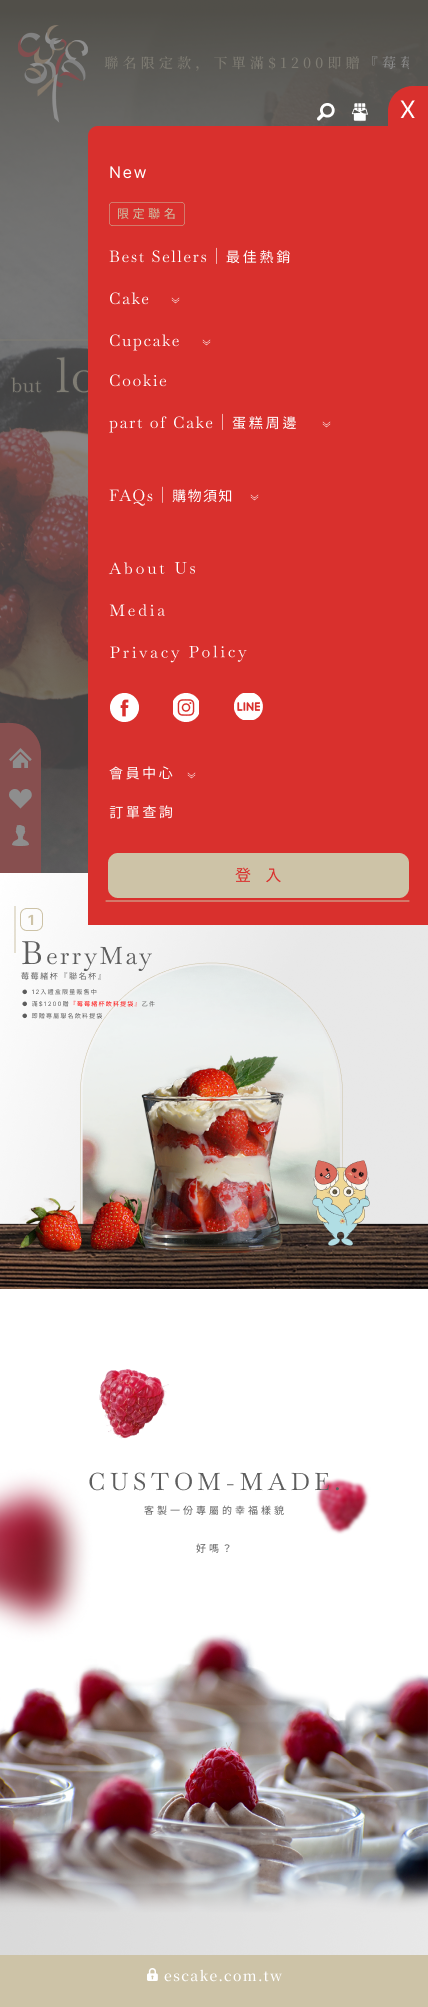 聯名限定款，下單滿$1200即贈『莓莓
X
New
限定聯名
Best Sellers｜最佳熱銷
Cake
Cupcake
but lo
Cookie
part of Cake｜蛋糕周邊
FAQs｜購物須知
About Us
Media
Privacy Policy
LINE
會員中心
訂單查詢
登入
1
BerryMay
莓莓緒杯『聯名杯』
● 12入禮盒限量販售中
● 滿$1200贈『莓莓緒杯飲料提袋』乙件
● 即贈專屬聯名飲料提袋
CUSTOM-MADE.
客製一份專屬的幸福樣貌
好嗎？
escake.com.tw